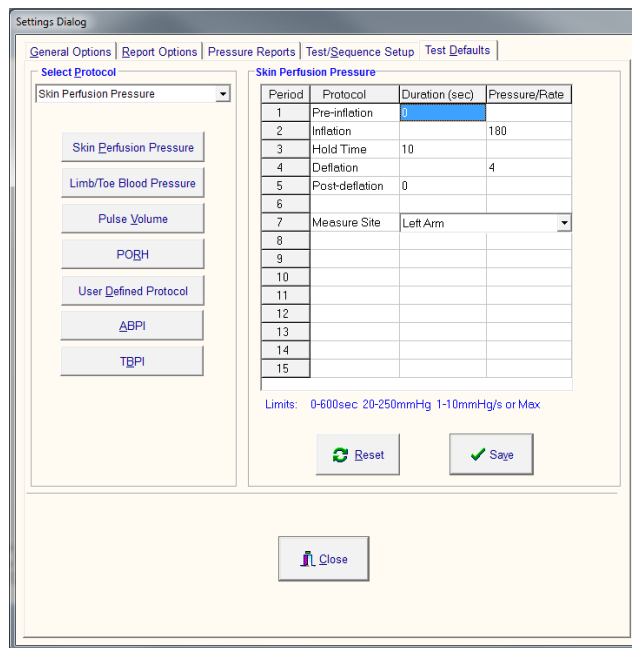 Settings Dialog
General Options Report Options Pressure Reports Test/Sequence Setup Test Defaults
Select Protocol
Skin Perfusion Pressure
Skin Perfusion Pressure
Limb/Toe Blood Pressure
Pulse Volume
PORH
User Defined Protocol
ABPI
TBPI
Skin Perfusion Pressure
Period Protocol Duration (sec) Pressure/Rate
1 Pre-inflation 0
2 Inflation 180
3 Hold Time 10
4 Deflation 4
5 Post-deflation 0
6
7 Measure Site Left Arm
8
9
10
11
12
13
14
15
Limits: 0-600sec 20-250mmHg 1-10mmHg/s or Max
Reset Save
Close